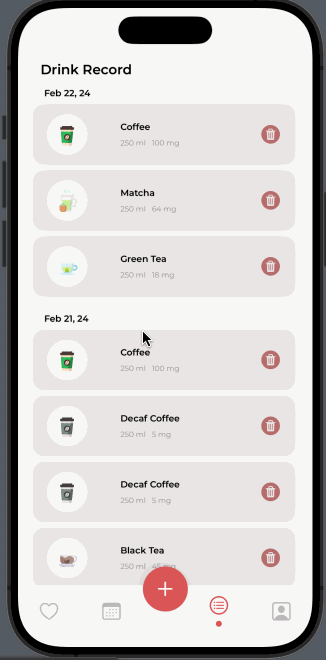 Drink Record
Feb 22, 24
Coffee
250 ml 100 mg
Matcha
250 ml 64 mg
Green Tea
250 ml 18 mg
Feb 21, 24
Coffee
250 ml 100 mg
Decaf Coffee
250 ml 5 mg
Decaf Coffee
250 ml 5 mg
Black Tea
250 ml 45 mg